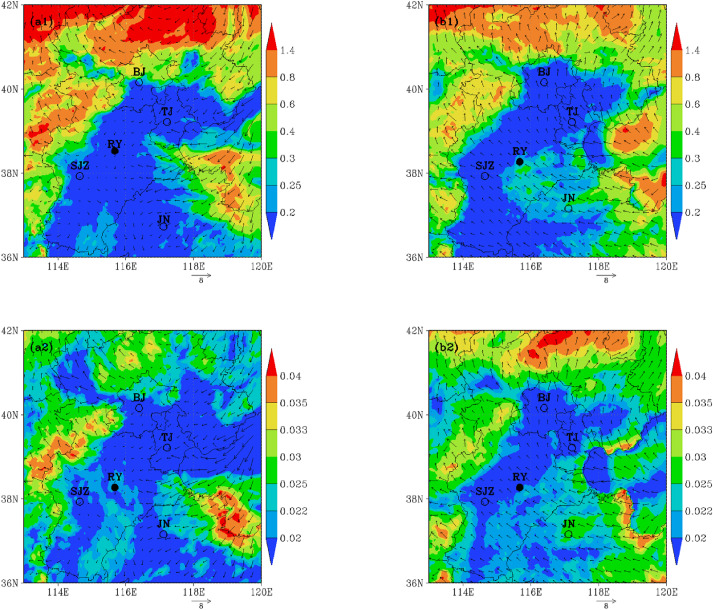 42N
(a1)
BJ
40N
TJ
RY
SJZ
38N
JN
36N
114E 116E 118E 120E
8
1.4
0.8
0.6
0.4
0.3
0.25
0.2
42N
(b1)
BJ
40N
TJ
RY
SJZ
38N
JN
36N
114E 116E 118E 120E
8
1.4
0.8
0.6
0.4
0.3
0.25
0.2
42N
(a2)
BJ
40N
TJ
RY
SJZ
38N
JN
36N
114E 116E 118E 120E
8
0.04
0.035
0.033
0.03
0.022
0.022
0.02
42N
(b2)
BJ
40N
TJ
RY
SJZ
38N
JN
36N
114E 116E 118E 120E
8
0.04
0.035
0.033
0.03
0.022
0.022
0.02